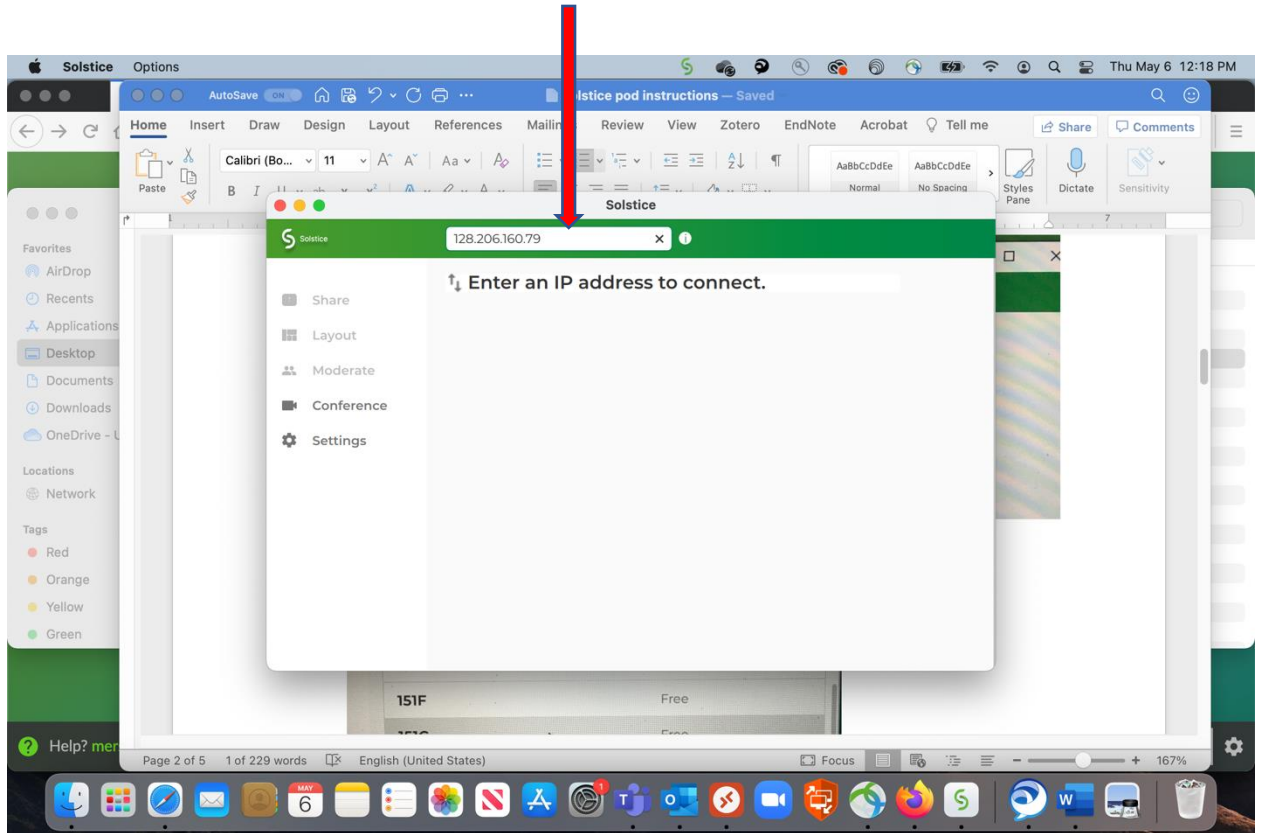 Solstice Options Thu May 6 12:18 PM
AutoSave ON Solstice pod instructions — Saved
Home Insert Draw Design Layout References Review View Zotero EndNote Acrobat Tell me Share Comments
Calibri (Bo... 11 Aa
AaBbCcDdEe AaBbCcDdEe
Paste B I Normal No Spacing Styles Pane Dictate Sensitivity
Solstice
1 7
Solstice 128.206.160.79
Enter an IP address to connect.
Share
Layout
Moderate
Conference
Settings
Favorites
AirDrop
Recents
Applications
Desktop
Documents
Downloads
OneDrive -
Locations
Network
Tags
Red
Orange
Yellow
Green
151F Free
Help?
Page 2 of 5 1 of 229 words English (United States) Focus 167%
MAY
6